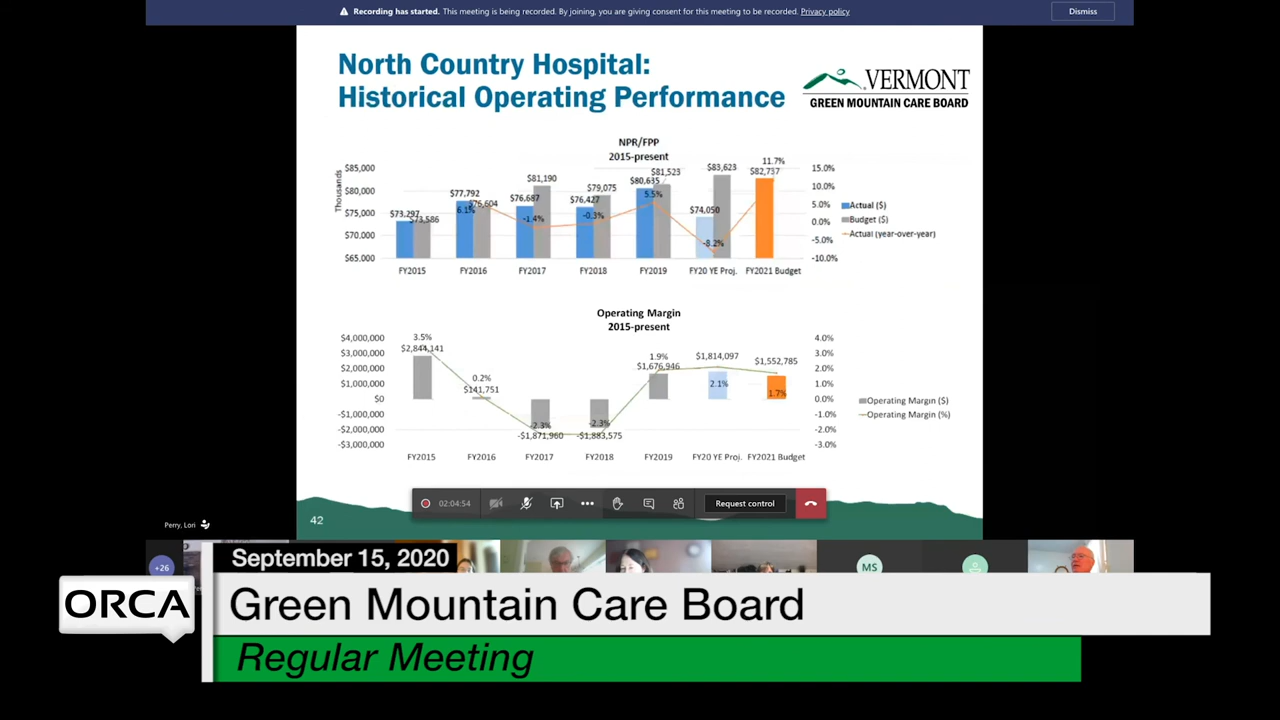 Recording has started. This meeting is being recorded. By joining, you are giving consent for this meeting to be recorded. Privacy policy
Dismiss
North Country Hospital:
Historical Operating Performance
VERMONT
GREEN MOUNTAIN CARE BOARD
NPR/FPP
2015-present
Thousands
$85,000
$80,000
$75,000
$70,000
$65,000
$73,297
$73,586
$77,792
6.1%
$76,604
$76,687
$81,190
-1.4%
$76,427
$79,075
-0.3%
$80,635
$81,523
5.5%
$74,050
$83,623
-8.2%
11.7%
$82,737
15.0%
10.0%
5.0%
0.0%
-5.0%
-10.0%
Actual ($)
Budget ($)
Actual (year-over-year)
FY2015 FY2016 FY2017 FY2018 FY2019 FY20 YE Proj. FY2021 Budget
Operating Margin
2015-present
$4,000,000
$3,000,000
$2,000,000
$1,000,000
$0
-$1,000,000
-$2,000,000
-$3,000,000
3.5%
$2,844,141
0.2%
$141,751
-2.3%
-$1,871,960
-2.3%
-$1,883,575
1.9%
$1,676,946
$1,814,097
2.1%
$1,552,785
1.7%
4.0%
3.0%
2.0%
1.0%
0.0%
-1.0%
-2.0%
-3.0%
Operating Margin ($)
Operating Margin (%)
FY2015 FY2016 FY2017 FY2018 FY2019 FY20 YE Proj. FY2021 Budget
02:04:54
Request control
42
Perry, Lori
+26
MS
September 15, 2020
ORCA
Green Mountain Care Board
Regular Meeting